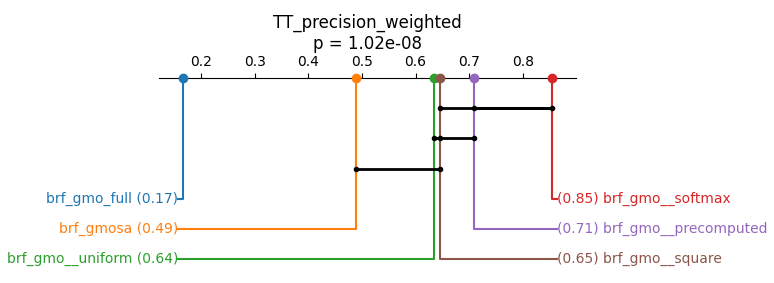 TT_precision_weighted
p = 1.02e-08
0.2 0.3 0.4 0.5 0.6 0.7 0.8
brf_gmo_full (0.17) (0.85) brf_gmo__softmax
brf_gmosa (0.49) (0.71) brf_gmo__precomputed
brf_gmo__uniform (0.64) (0.65) brf_gmo__square